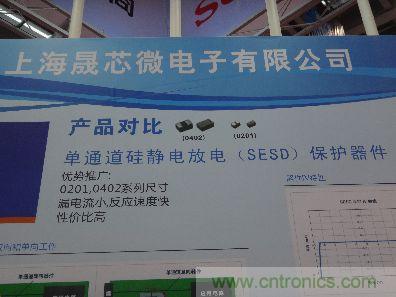 上海晟芯微电子有限公司
产品对比
(0402)
(0201)
单通道硅静电放电（SESD）保护器件
优势推广：
0201,0402系列尺寸
漏电流小,反应速度快
性价比高
www.cntronics.com